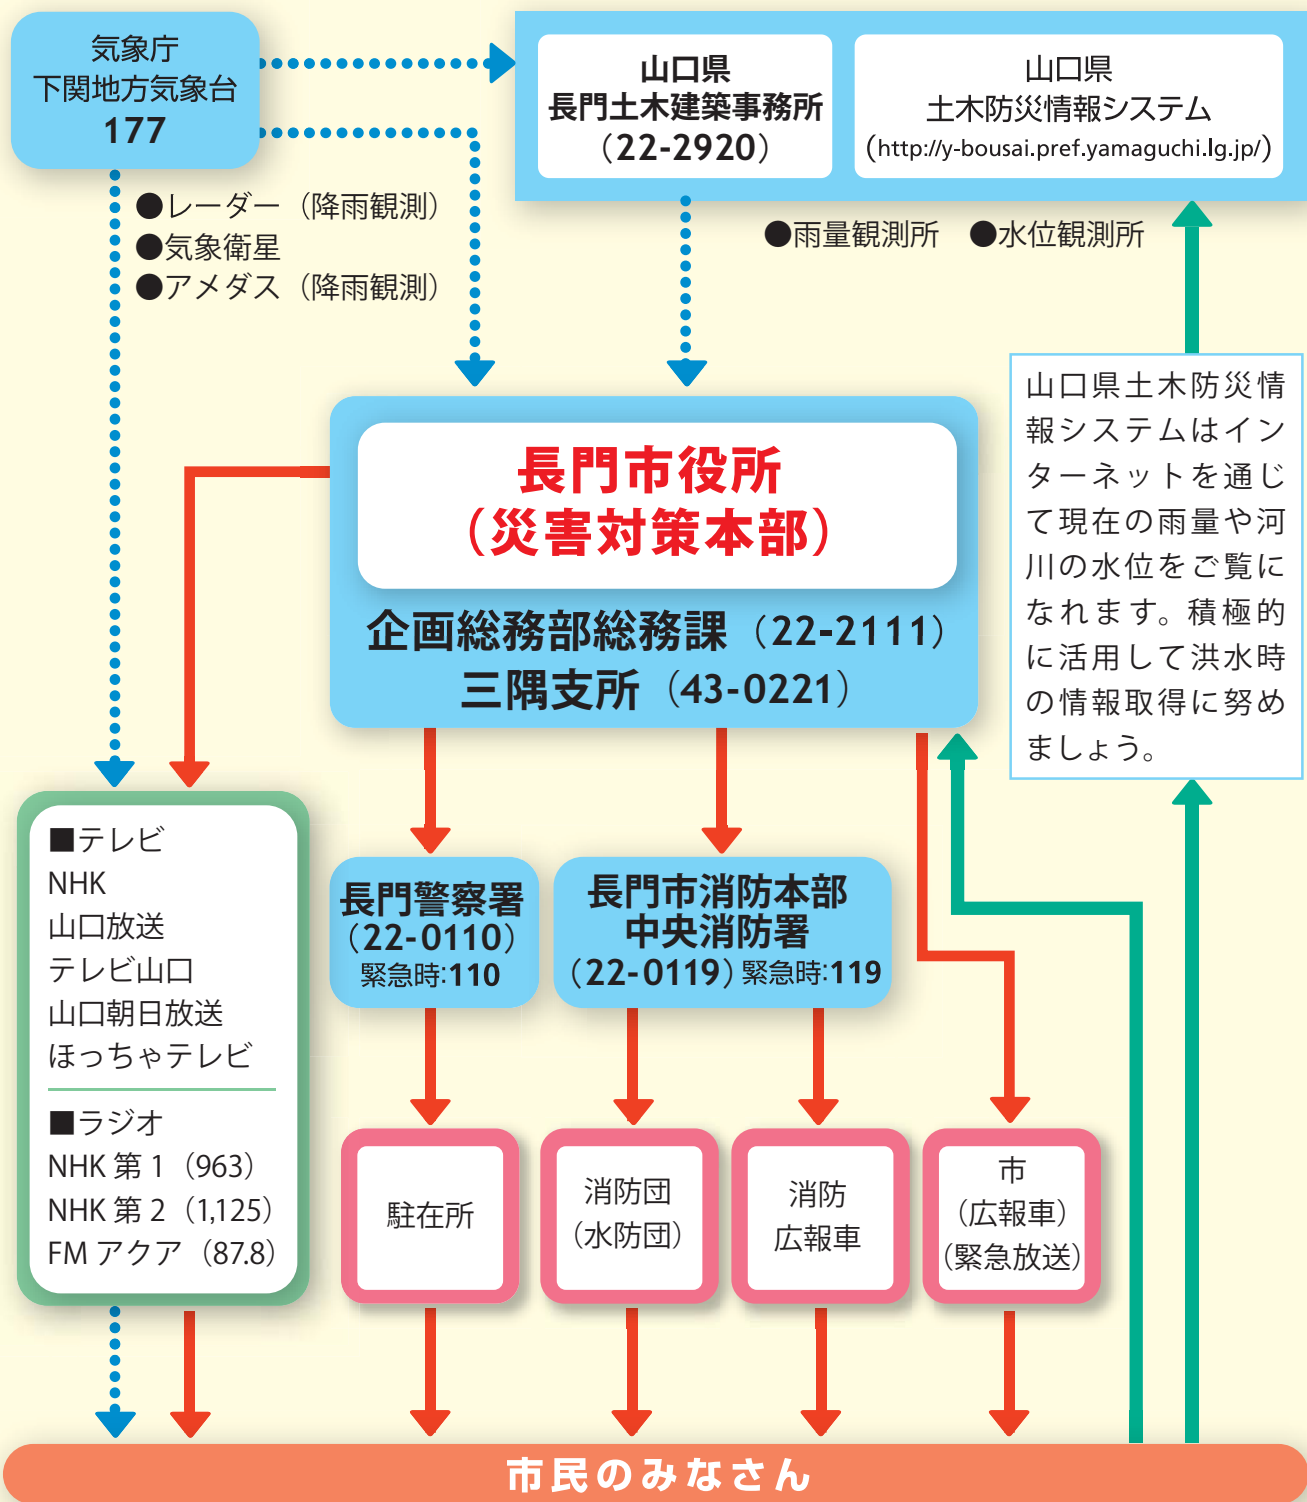 気象庁
下関地方気象台
177
山口県
長門土木建築事務所
（22-2920）
山口県
土木防災情報システム
（http://y-bousai.pref.yamaguchi.lg.jp/）
●レーダー（降雨観測）
●気象衛星
●アメダス（降雨観測）
●雨量観測所　●水位観測所
山口県土木防災情
報システムはイン
ターネットを通じ
て現在の雨量や河
川の水位をご覧に
なれます。積極的
に活用して洪水時
の情報取得に努め
ましょう。
長門市役所
（災害対策本部）
企画総務部総務課（22-2111）
三隅支所（43-0221）
■テレビ
NHK
山口放送
テレビ山口
山口朝日放送
ほっちゃテレビ
■ラジオ
NHK 第 1（963）
NHK 第 2（1,125）
FM アクア（87.8）
長門警察署
（22-0110）
緊急時:110
長門市消防本部
中央消防署
（22-0119）緊急時:119
駐在所
消防団
（水防団）
消防
広報車
市
（広報車）
（緊急放送）
市民のみなさん